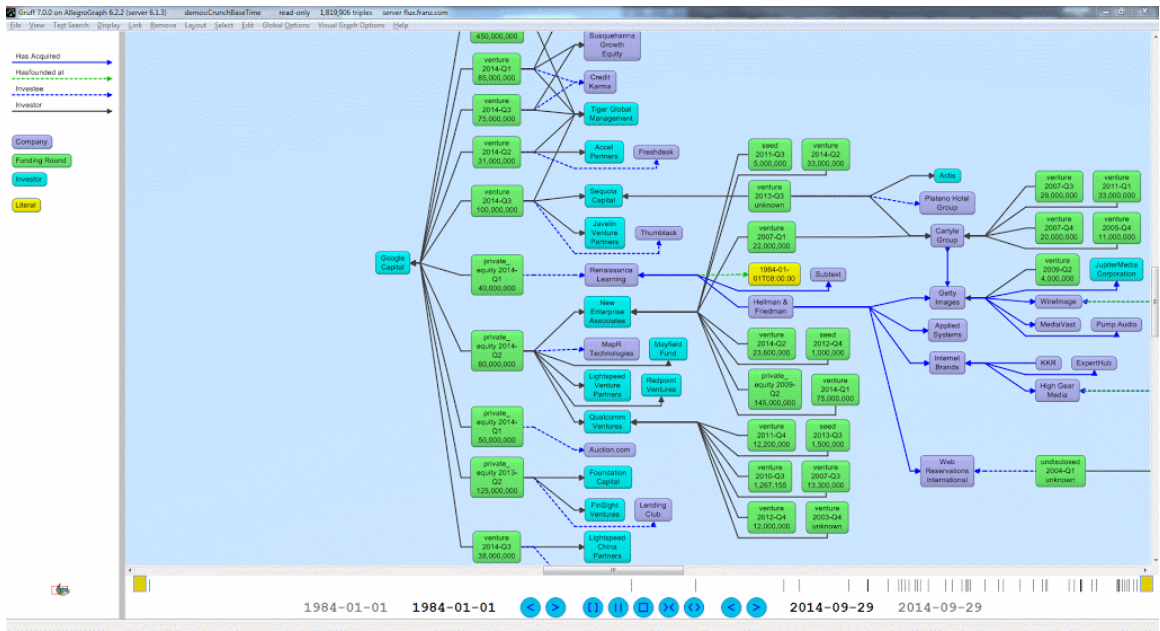 Gruff 7.0.0 on AllegroGraph 6.2.2 (server 6.1.3) demos:CrunchBaseTime read-only 1,819,906 triples server flux.franz.com
File View Text Search Display Link Remove Layout Select Edit Global Options Visual Graph Options Help
Has Acquired
Hasfounded at
Investee
Investor
Company
Funding Round
Investor
Literal
Google
Capital
450,000,000
venture
2014-Q1
85,000,000
venture
2014-Q3
75,000,000
venture
2014-Q2
31,000,000
venture
2014-Q3
100,000,000
private_
equity 2014-
Q1
40,000,000
private_
equity 2014-
Q2
80,000,000
private_
equity 2014-
Q1
50,000,000
private_
equity 2013-
Q2
125,000,000
venture
2014-Q3
38,000,000
Susquehanna
Growth
Equity
Credit
Karma
Tiger Global
Management
Accel
Partners
Freshdesk
Sequoia
Capital
Javelin
Venture
Partners
Thumbtack
Renaissance
Learning
New
Enterprise
Associates
MapR
Technologies
Mayfield
Fund
Lightspeed
Venture
Partners
Redpoint
Ventures
Qualcomm
Ventures
Auction.com
Foundation
Capital
FinSight
Ventures
Lending
Club
Lightspeed
China
Partners
seed
2011-Q3
5,000,000
venture
2014-Q2
33,000,000
venture
2013-Q3
unknown
venture
2007-Q1
22,000,000
1984-01-
01T08:00:00
Subtext
Hellman &
Friedman
venture
2014-Q2
23,600,000
seed
2012-Q4
1,000,000
private_
equity 2009-
Q2
145,000,000
venture
2014-Q1
75,000,000
venture
2011-Q4
12,200,000
seed
2013-Q3
1,500,000
venture
2010-Q3
1,267,155
venture
2007-Q3
13,300,000
venture
2012-Q4
12,000,000
venture
2003-Q4
unknown
Actis
Plateno Hotel
Group
Carlyle
Group
Getty
Images
Applied
Systems
Internet
Brands
Web
Reservations
International
venture
2007-Q3
29,000,000
venture
2011-Q1
33,000,000
venture
2007-Q4
20,000,000
venture
2005-Q4
11,000,000
venture
2009-Q2
4,000,000
JupiterMedia
Corporation
WireImage
MediaVast
Pump Audio
KKR
ExpertHub
High Gear
Media
undisclosed
2004-Q1
unknown
1984-01-01 1984-01-01 2014-09-29 2014-09-29